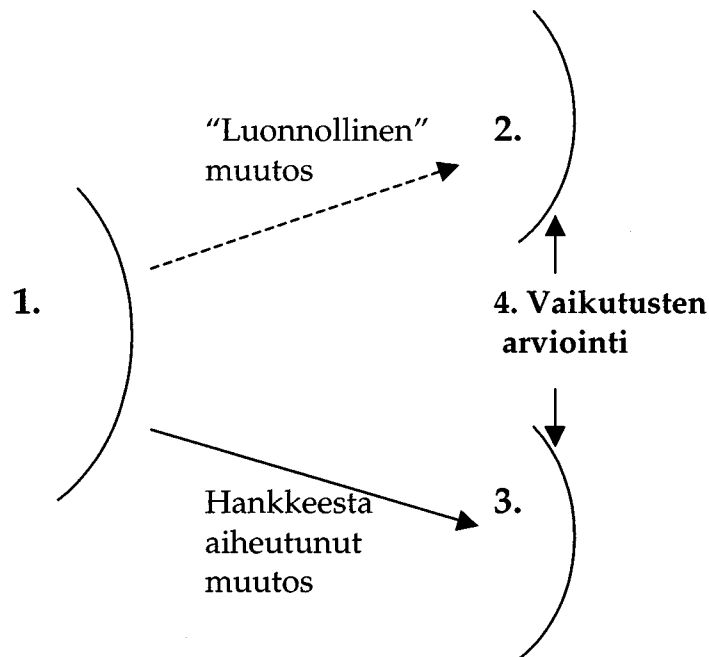 “Luonnollinen”
muutos
2.
1.
4. Vaikutusten
arviointi
Hankkeesta
aiheutunut
muutos
3.